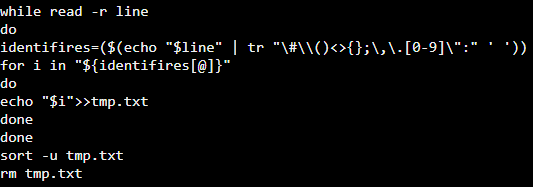 while read -r line
do
identifires=($(echo "$line" | tr "\#\\()<>{};\,\.[0-9]\":" ' '))
for i in "${identifires[@]}"
do
echo "$i">>tmp.txt
done
done
sort -u tmp.txt
rm tmp.txt